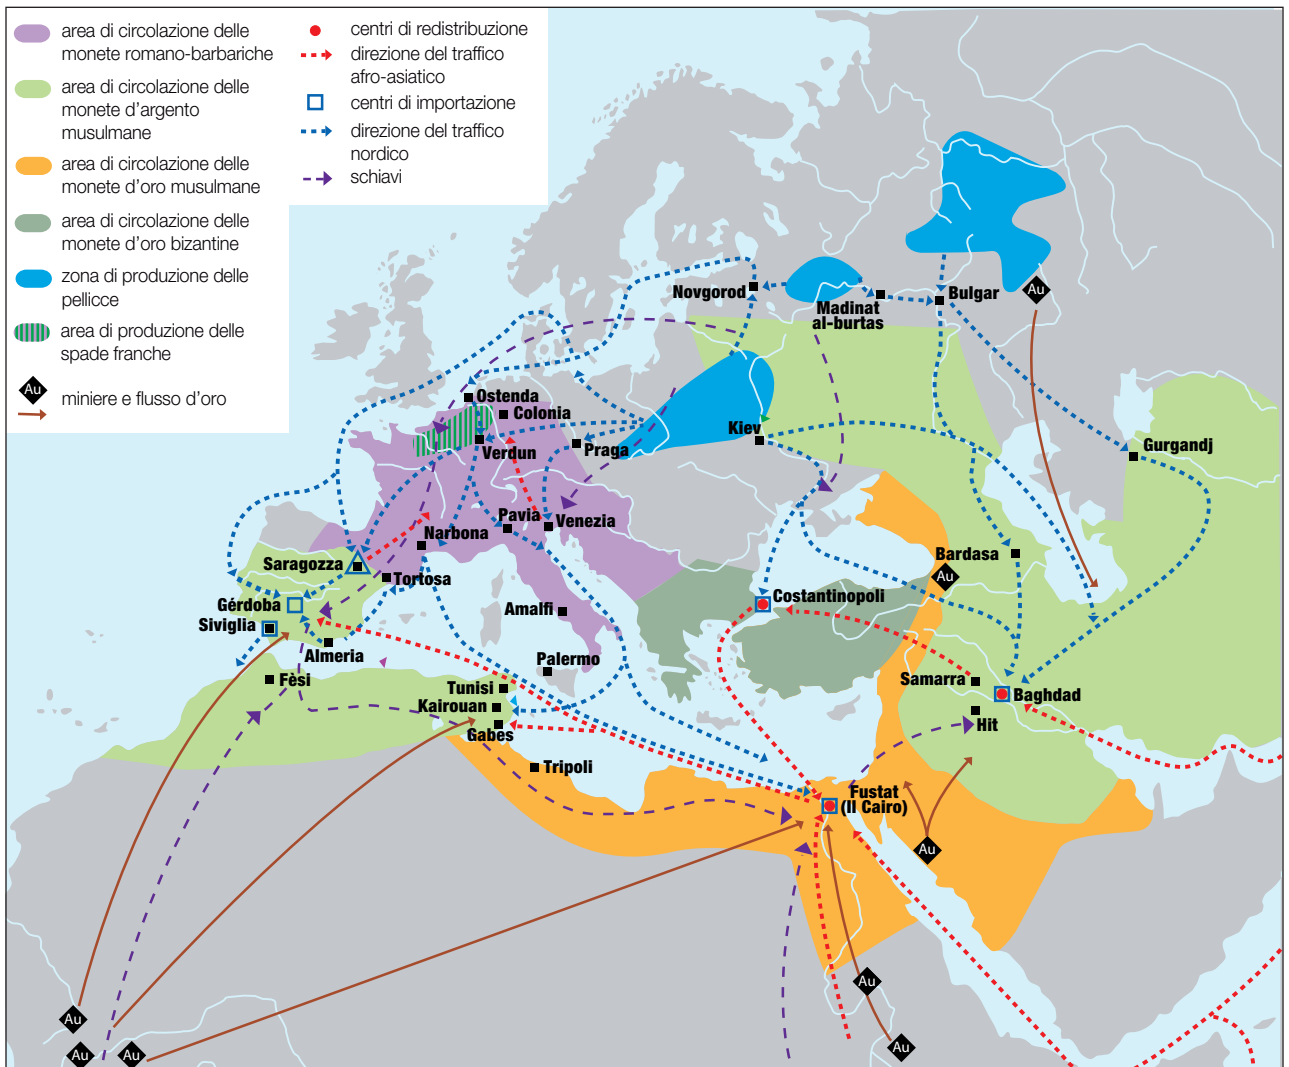 area di circolazione delle
monete romano-barbariche
area di circolazione delle
monete d'argento
musulmane
area di circolazione delle
monete d'oro musulmane
area di circolazione delle
monete d'oro bizantine
zona di produzione delle
pellicce
area di produzione delle
spade franche
Au
miniere e flusso d'oro
centri di redistribuzione
direzione del traffico
afro-asiatico
centri di importazione
direzione del traffico
nordico
schiavi
Novgorod
Madinat
al-burtas
Bulgar
Au
Ostenda
Colonia
Verdun
Praga
Kiev
Gurgandj
Pavia
Venezia
Narbona
Saragozza
Tortosa
Bardasa
Au
Gérdoba
Siviglia
Almeria
Amalfi
Costantinopoli
Fèsi
Palermo
Tunisi
Kairouan
Gabes
Samarra
Baghdad
Hit
Tripoli
Fustat
(Il Cairo)
Au
Au
Au
Au
Au
Au